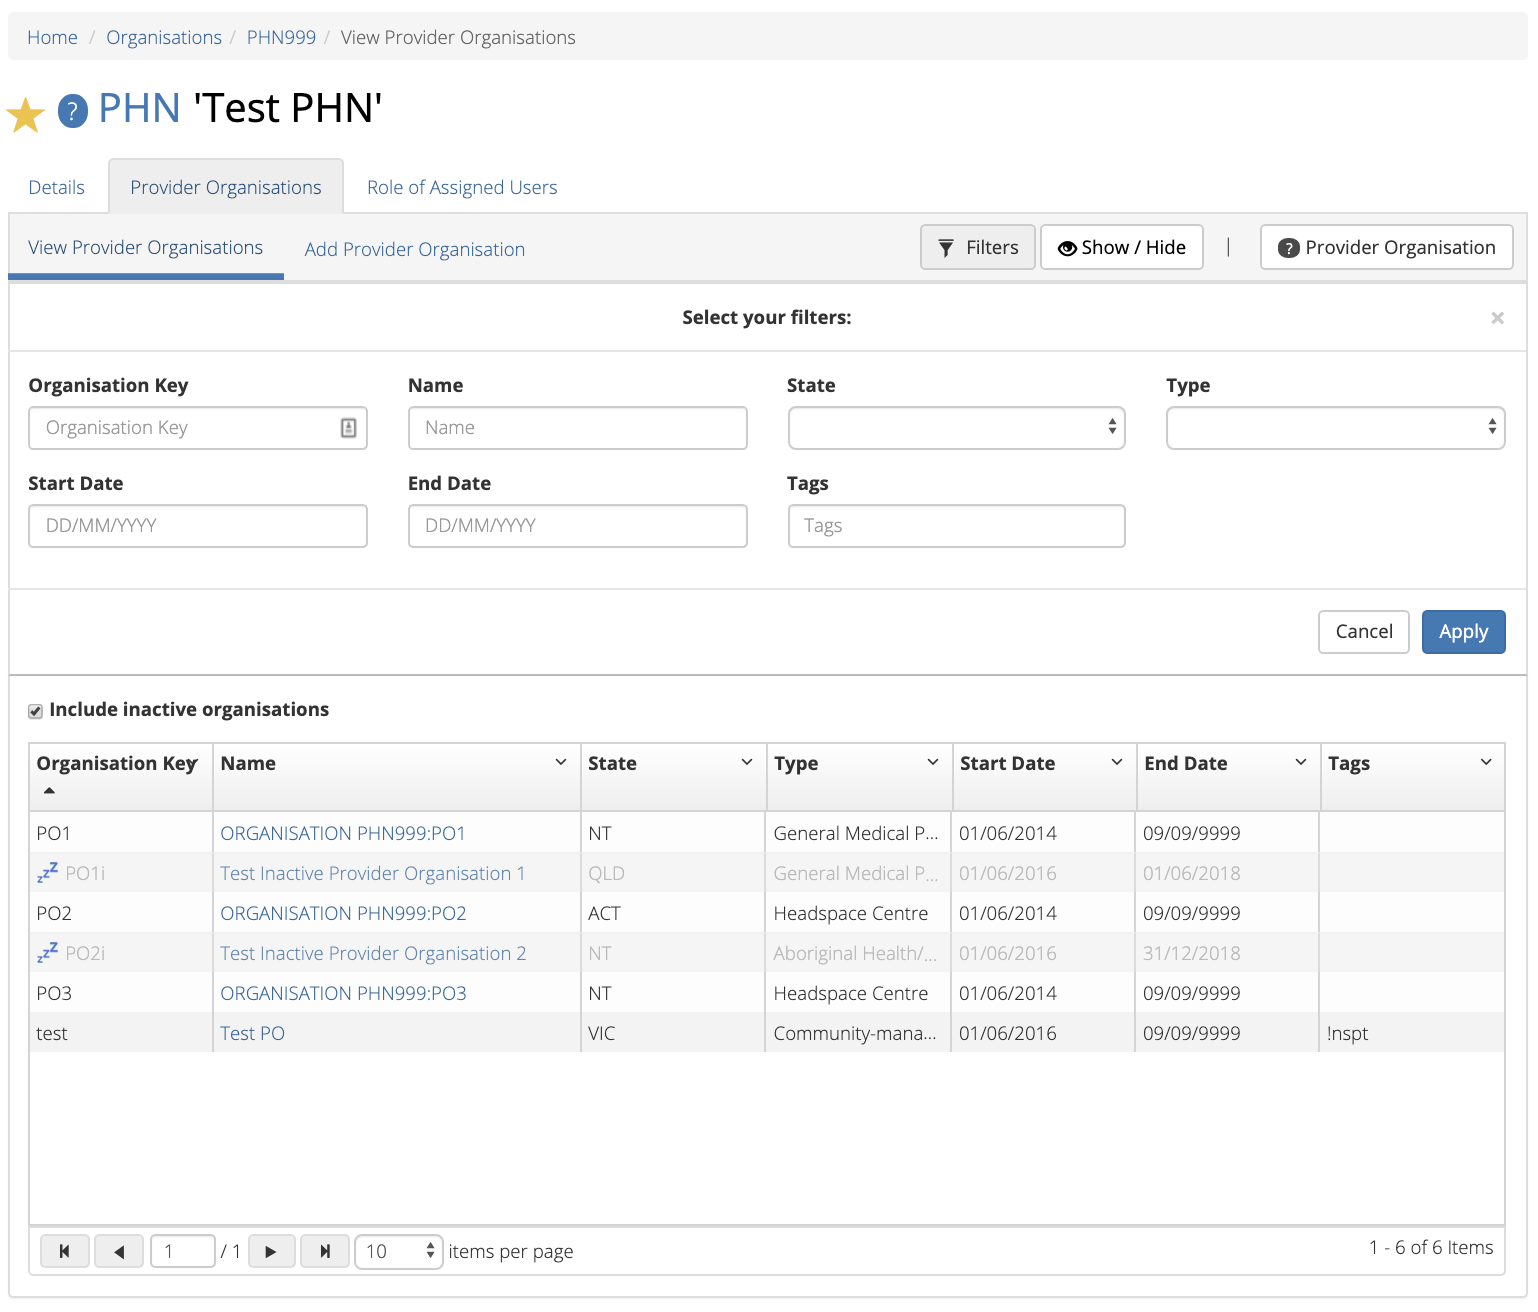 Home / Organisations / PHN999 / View Provider Organisations
? PHN 'Test PHN'
Details Provider Organisations Role of Assigned Users
View Provider Organisations Add Provider Organisation Filters Show / Hide | ? Provider Organisation
Select your filters: ×
Organisation Key Name State Type
Organisation Key Name
Start Date End Date Tags
DD/MM/YYYY DD/MM/YYYY Tags
Cancel Apply
Include inactive organisations
Organisation Key Name State Type Start Date End Date Tags
PO1 ORGANISATION PHN999:PO1 NT General Medical P... 01/06/2014 09/09/9999
zzZ PO1i Test Inactive Provider Organisation 1 QLD General Medical P... 01/06/2016 01/06/2018
PO2 ORGANISATION PHN999:PO2 ACT Headspace Centre 01/06/2014 09/09/9999
zzZ PO2i Test Inactive Provider Organisation 2 NT Aboriginal Health/... 01/06/2016 31/12/2018
PO3 ORGANISATION PHN999:PO3 NT Headspace Centre 01/06/2014 09/09/9999
test Test PO VIC Community-mana... 01/06/2016 09/09/9999 !nspt
1 / 1 10 items per page 1 - 6 of 6 Items